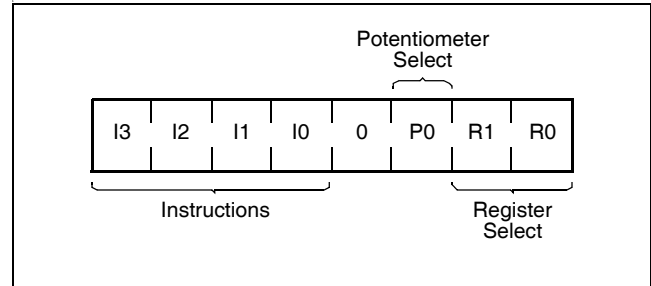 Potentiometer
Select
I3 I2 I1 I0 0 P0 R1 R0
Instructions
Register
Select